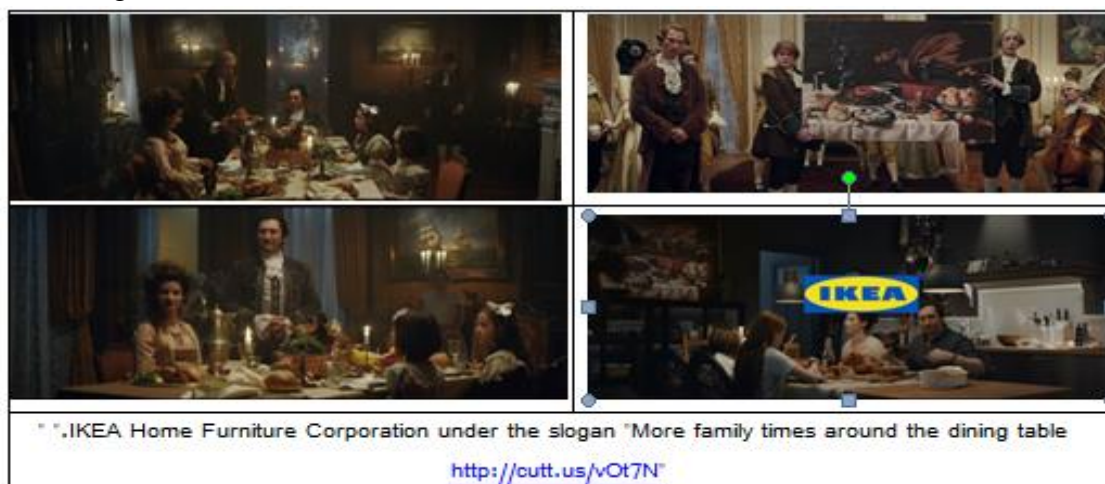 IKEA
" ".IKEA Home Furniture Corporation under the slogan "More family times around the dining table
http://cutt.us/vOt7N"